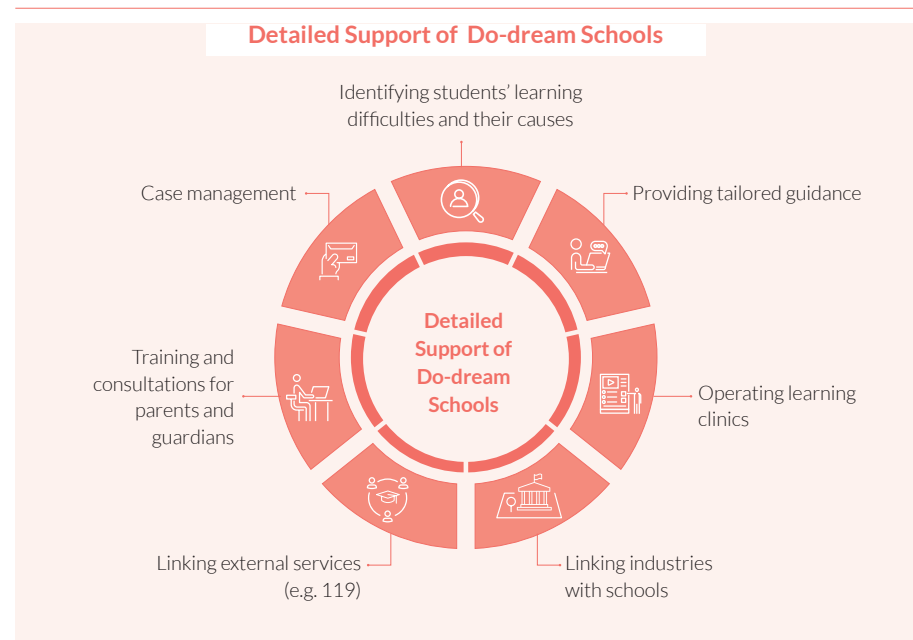 Detailed Support of Do-dream Schools
Identifying students' learning
difficulties and their causes
Case management
Providing tailored guidance
Detailed
Support of
Do-dream
Schools
Training and
consultations for
parents and
guardians
Operating learning
clinics
Linking external services
(e.g. 119)
Linking industries
with schools